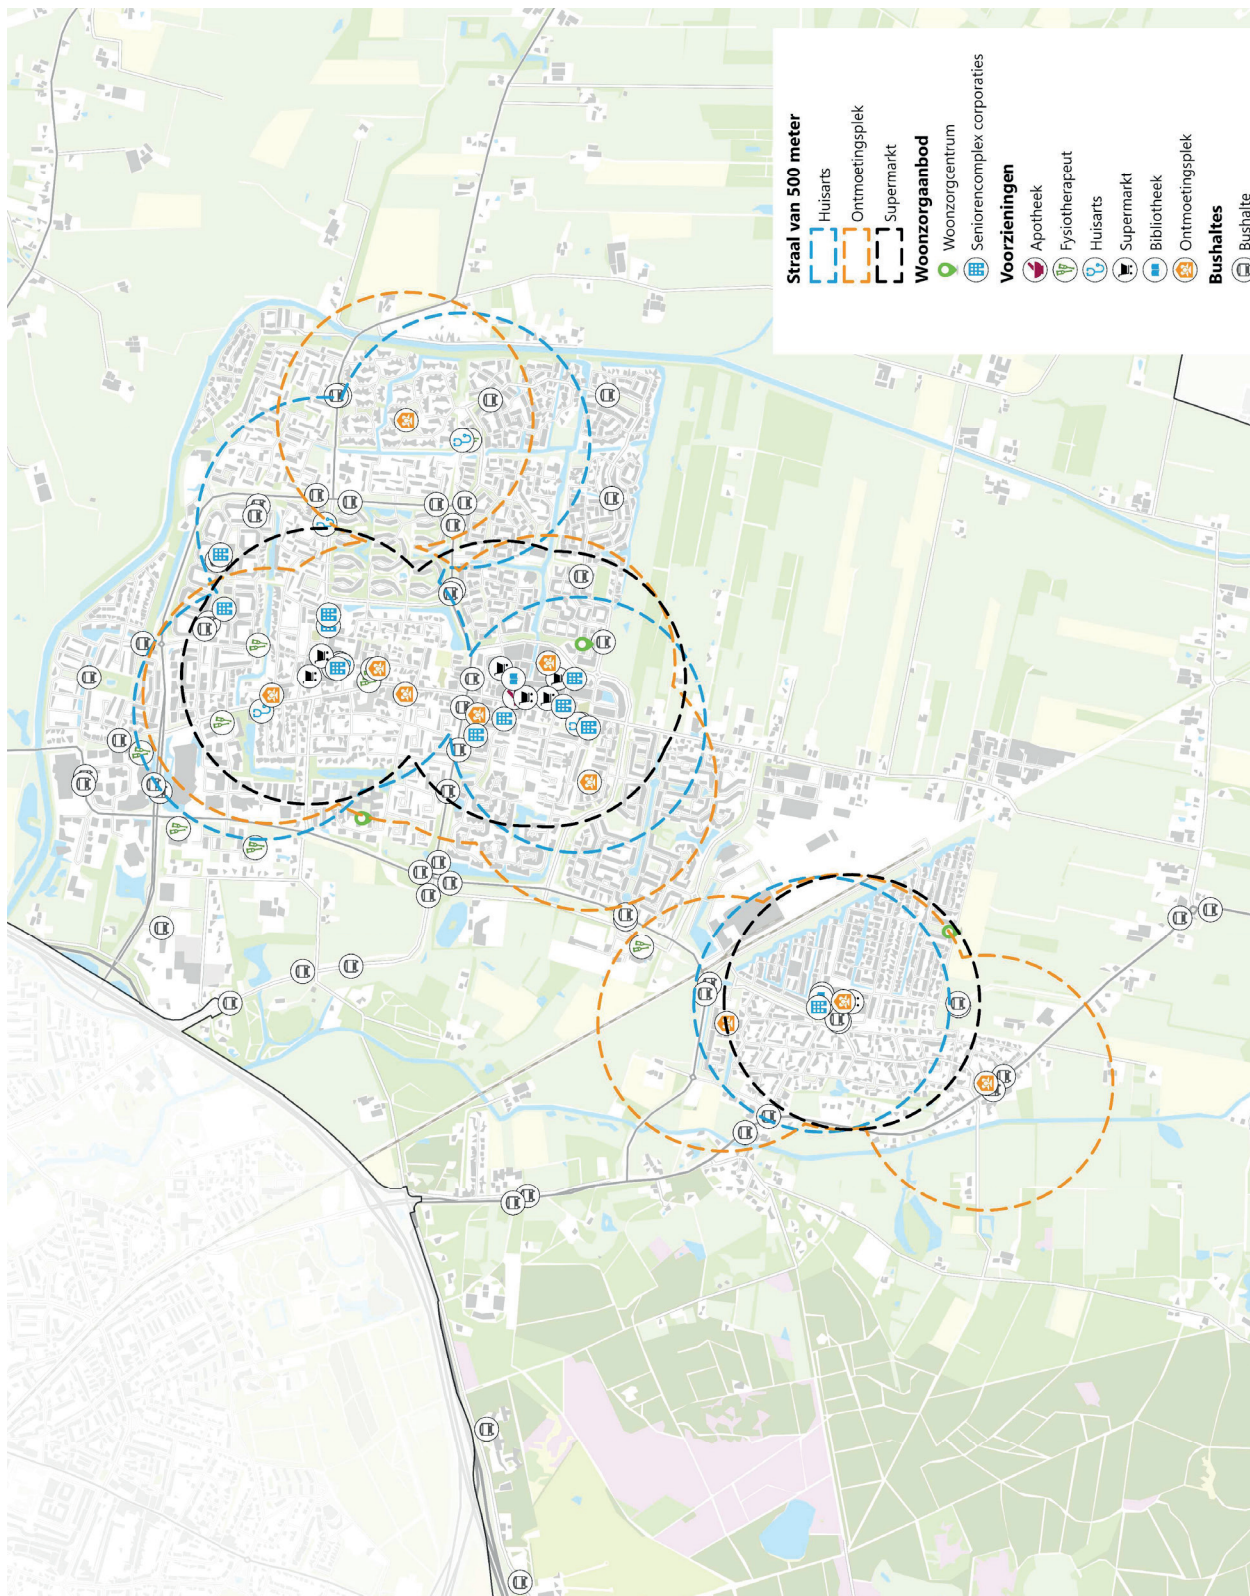 Straal van 500 meter
Huisarts
Ontmoetingsplek
Supermarkt
Woonzorgaanbod
Woonzorgcentrum
Seniorencomplex corporaties
Voorzieningen
Apotheek
Fysiotherapeut
Huisarts
Supermarkt
Bibliotheek
Ontmoetingsplek
Bushaltes
Bushalte